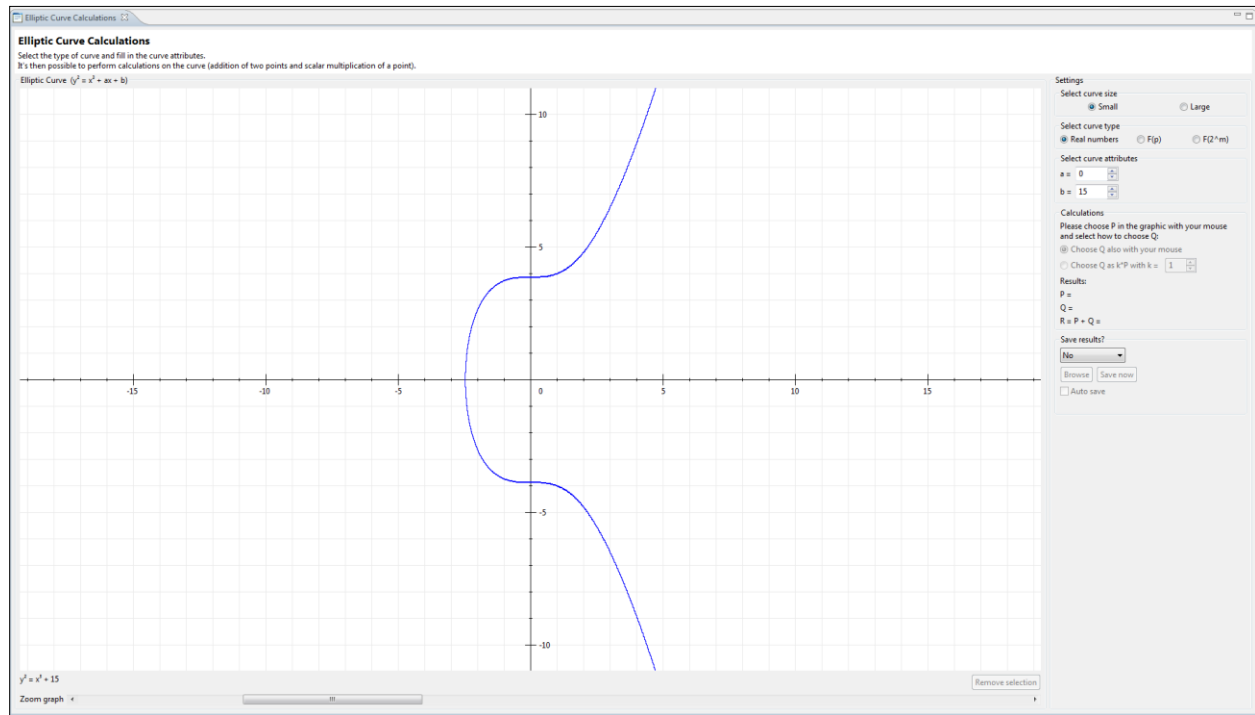 Elliptic Curve Calculations
Elliptic Curve Calculations
Select the type of curve and fill in the curve attributes.
It's then possible to perform calculations on the curve (addition of two points and scalar multiplication of a point).
Elliptic Curve (y² = x³ + ax + b)
10
5
-15
-10
-5
0
5
10
15
-5
-10
y² = x³ + 15
Remove selection
Zoom graph
Settings
Select curve size
Small Large
Select curve type
Real numbers F(p) F(2^m)
Select curve attributes
a = 0
b = 15
Calculations
Please choose P in the graphic with your mouse
and select how to choose Q:
Choose Q also with your mouse
Choose Q as k*P with k = 1
Results:
P =
Q =
R = P + Q =
Save results?
No
Browse Save now
Auto save